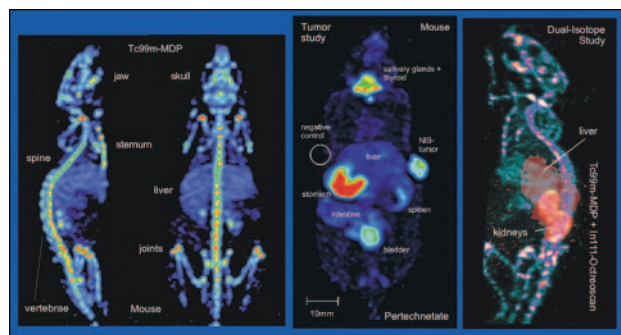 Tc99m-MDP
jaw
skull
sternum
spine
liver
joints
vertebrae
Mouse
Tumor
study
Mouse
salivary glands +
thyroid
negative
control
NIS-
tumor
liver
stomach
spleen
intestine
bladder
10mm
Pertechnetate
Dual-Isotope
Study
liver
kidneys
Tc99m-MDP + In111-Octreoscan